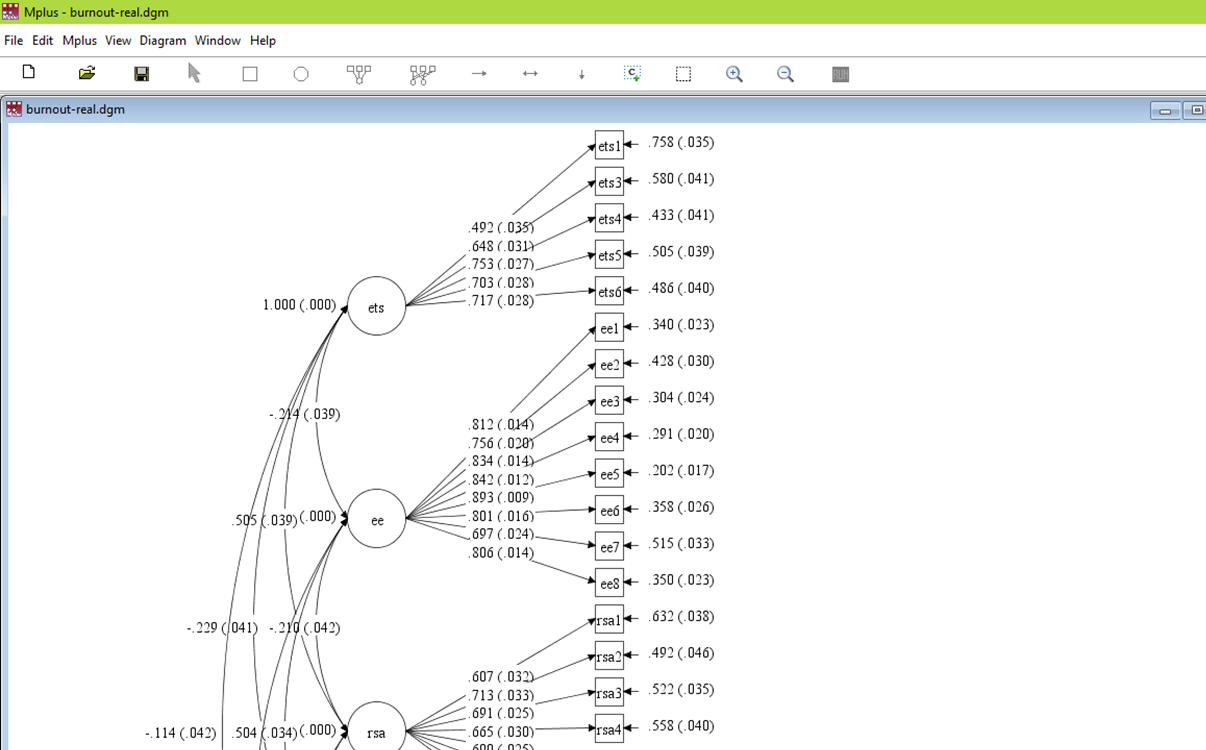 Mplus - burnout-real.dgm
File Edit Mplus View Diagram Window Help
burnout-real.dgm
ets1 .758 (.035)
ets3 .580 (.041)
ets4 .433 (.041)
.492 (.035)
.648 (.031)
ets5 .505 (.039)
.753 (.027)
.703 (.028)
ets6 .486 (.040)
.717 (.028)
1.000 (.000) ets
ee1 .340 (.023)
ee2 .428 (.030)
ee3 .304 (.024)
-.214 (.039)
.812 (.014)
ee4 .291 (.020)
.756 (.020)
.834 (.014)
ee5 .202 (.017)
.842 (.012)
.893 (.009)
ee6 .358 (.026)
.505 (.039) (.000) ee .801 (.016)
.697 (.024)
ee7 .515 (.033)
.806 (.014)
ee8 .350 (.023)
rsa1 .632 (.038)
-.229 (.041) -.210 (.042)
rsa2 .492 (.046)
.607 (.032)
rsa3 .522 (.035)
.713 (.033)
.691 (.025)
rsa4 .558 (.040)
-.114 (.042) .504 (.034) (.000) rsa .665 (.030)